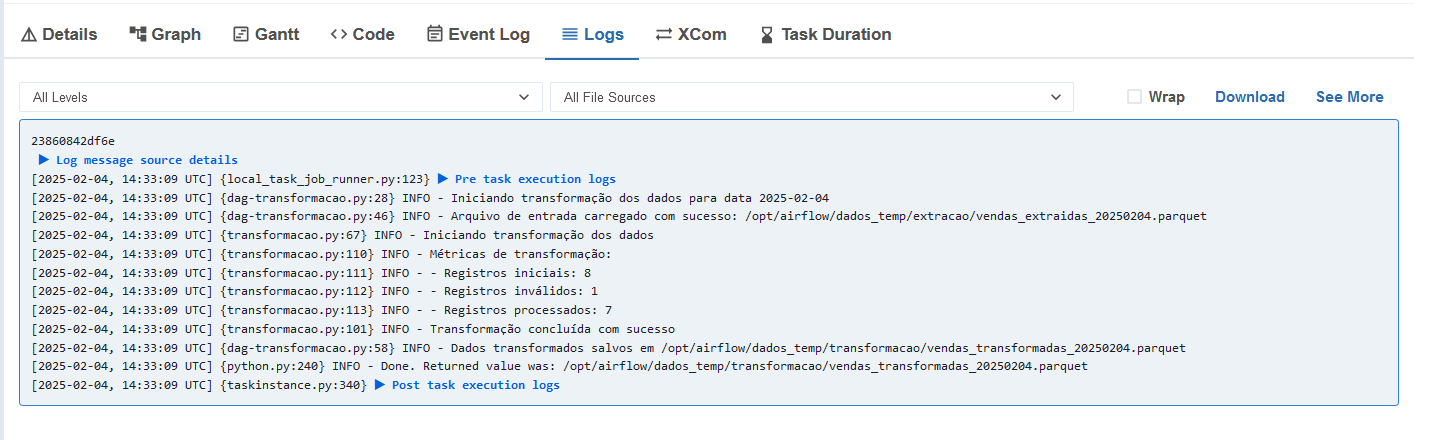 Details Graph Gantt Code Event Log Logs XCom Task Duration
All Levels All File Sources Wrap Download See More
23860842df6e
Log message source details
[2025-02-04, 14:33:09 UTC] {local_task_job_runner.py:123} Pre task execution logs
[2025-02-04, 14:33:09 UTC] {dag-transformacao.py:28} INFO - Iniciando transformação dos dados para data 2025-02-04
[2025-02-04, 14:33:09 UTC] {dag-transformacao.py:46} INFO - Arquivo de entrada carregado com sucesso: /opt/airflow/dados_temp/extracao/vendas_extraidas_20250204.parquet
[2025-02-04, 14:33:09 UTC] {transformacao.py:67} INFO - Iniciando transformação dos dados
[2025-02-04, 14:33:09 UTC] {transformacao.py:110} INFO - Métricas de transformação:
[2025-02-04, 14:33:09 UTC] {transformacao.py:111} INFO - - Registros iniciais: 8
[2025-02-04, 14:33:09 UTC] {transformacao.py:112} INFO - - Registros inválidos: 1
[2025-02-04, 14:33:09 UTC] {transformacao.py:113} INFO - - Registros processados: 7
[2025-02-04, 14:33:09 UTC] {transformacao.py:101} INFO - Transformação concluída com sucesso
[2025-02-04, 14:33:09 UTC] {dag-transformacao.py:58} INFO - Dados transformados salvos em /opt/airflow/dados_temp/transformacao/vendas_transformadas_20250204.parquet
[2025-02-04, 14:33:09 UTC] {python.py:240} INFO - Done. Returned value was: /opt/airflow/dados_temp/transformacao/vendas_transformadas_20250204.parquet
[2025-02-04, 14:33:09 UTC] {taskinstance.py:340} Post task execution logs